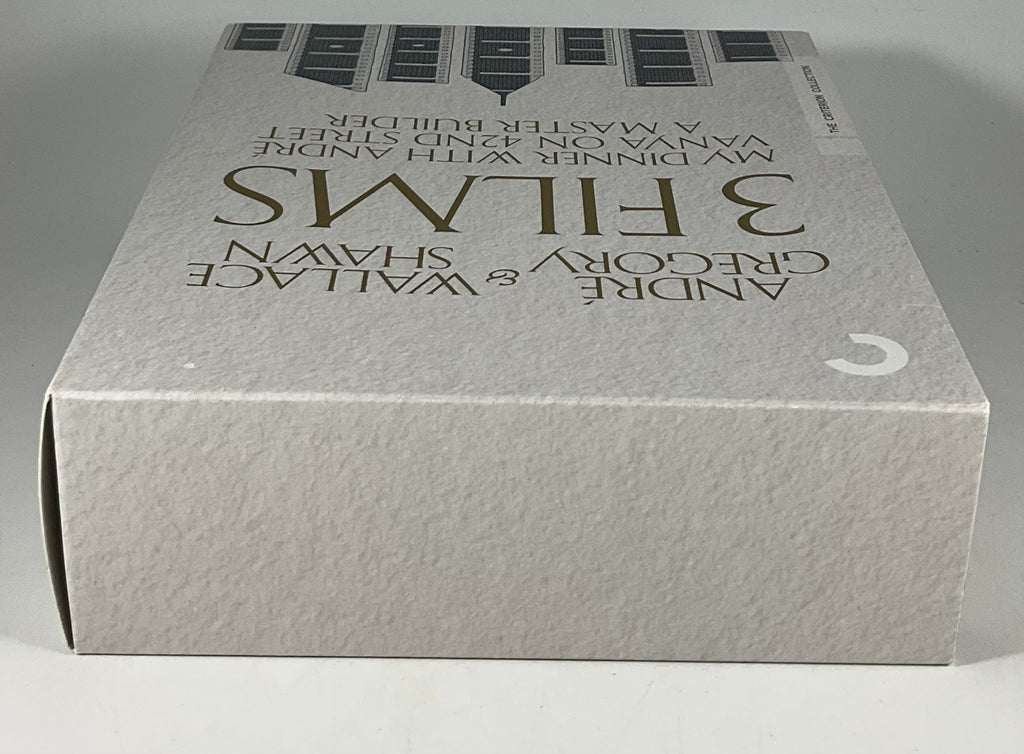 ANDRÉ
GREGORY
& WALLACE
SHAWN
3 FILMS
MY DINNER WITH ANDRÉ
VANYA ON 42ND STREET
A MASTER BUILDER
THE CRITERION COLLECTION